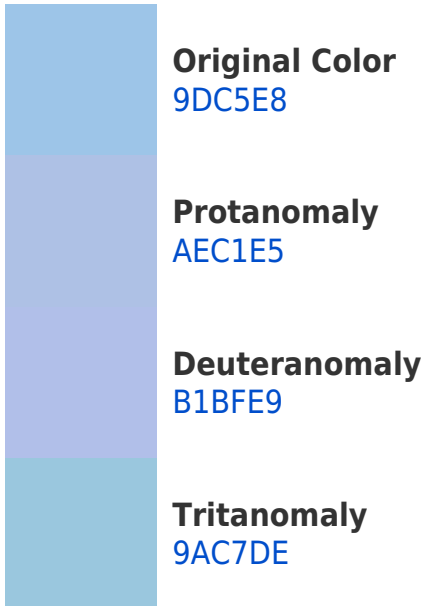 Original Color
9DC5E8
Protanomaly
AEC1E5
Deuteranomaly
B1BFE9
Tritanomaly
9AC7DE